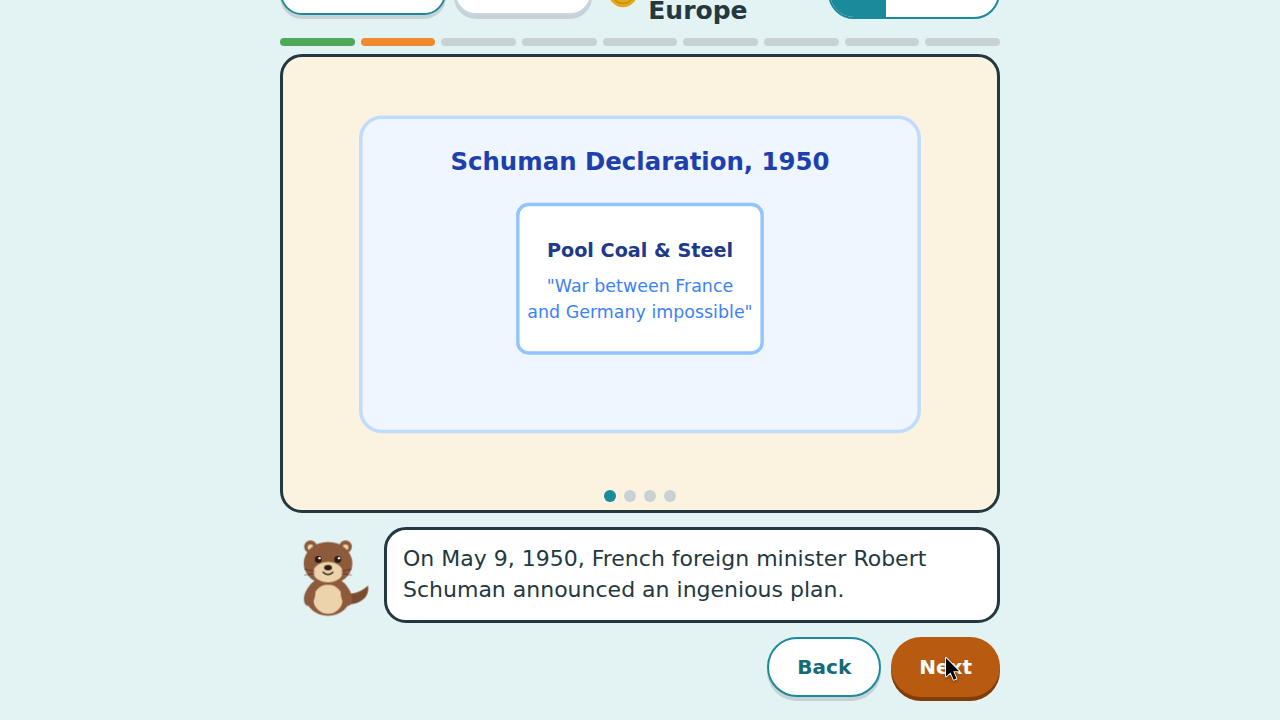 Europe
Schuman Declaration, 1950
Pool Coal & Steel
"War between France
and Germany impossible"
On May 9, 1950, French foreign minister Robert
Schuman announced an ingenious plan.
Back
Next